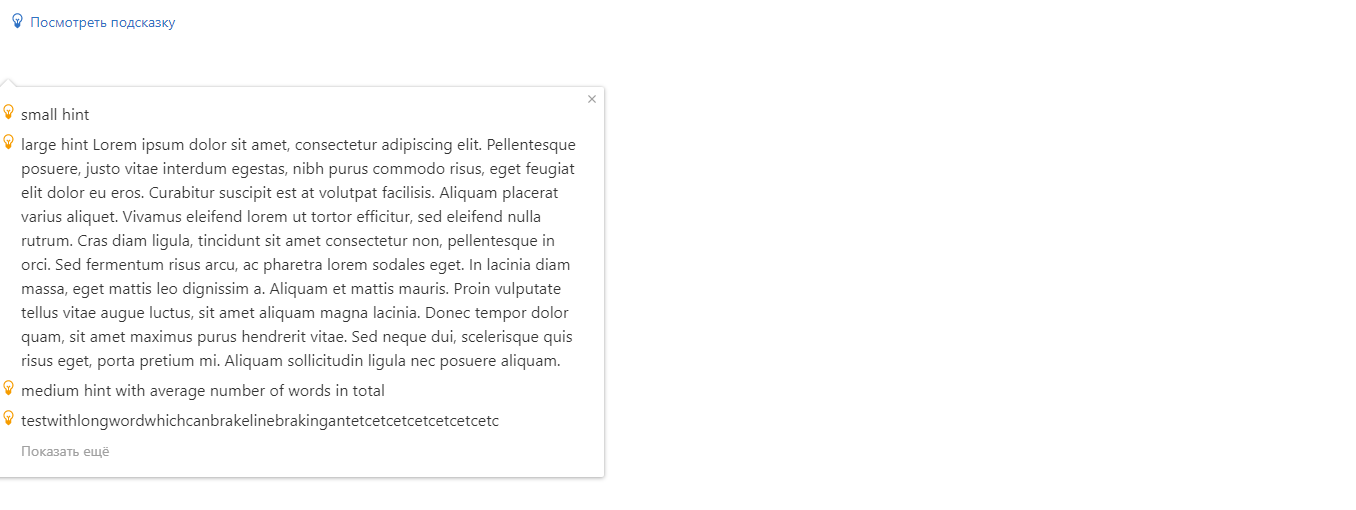 Посмотреть подсказку
small hint
large hint Lorem ipsum dolor sit amet, consectetur adipiscing elit. Pellentesque
posuere, justo vitae interdum egestas, nibh purus commodo risus, eget feugiat
elit dolor eu eros. Curabitur suscipit est at volutpat facilisis. Aliquam placerat
varius aliquet. Vivamus eleifend lorem ut tortor efficitur, sed eleifend nulla
rutrum. Cras diam ligula, tincidunt sit amet consectetur non, pellentesque in
orci. Sed fermentum risus arcu, ac pharetra lorem sodales eget. In lacinia diam
massa, eget mattis leo dignissim a. Aliquam et mattis mauris. Proin vulputate
tellus vitae augue luctus, sit amet aliquam magna lacinia. Donec tempor dolor
quam, sit amet maximus purus hendrerit vitae. Sed neque dui, scelerisque quis
risus eget, porta pretium mi. Aliquam sollicitudin ligula nec posuere aliquam.
medium hint with average number of words in total
testwithlongwordwhichcanbrakelinebrakingantetcetcetcetcetcetcetc
Показать ещё